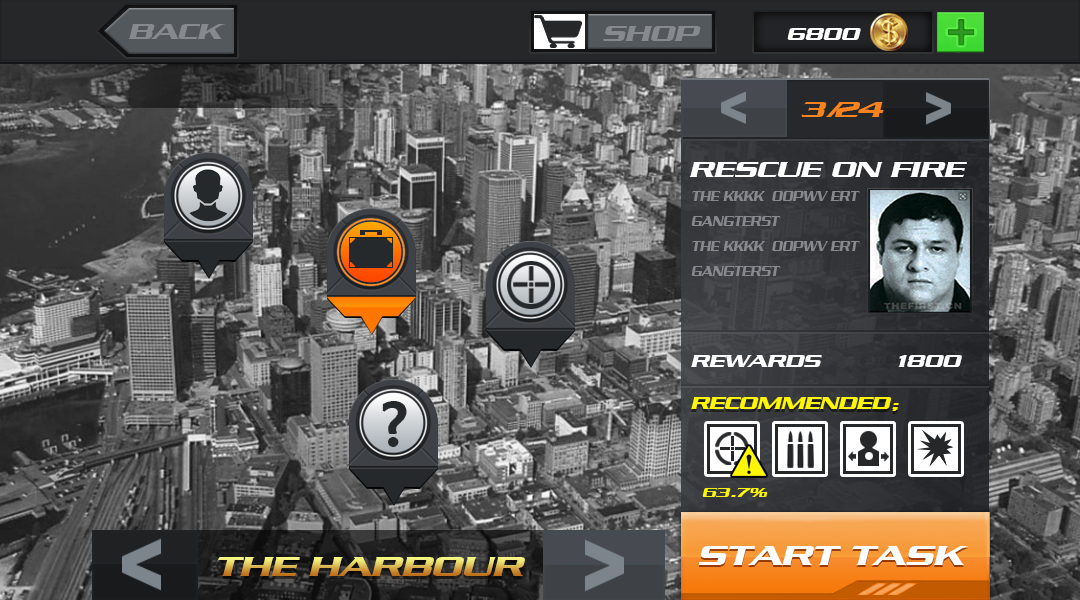 BACK
SHOP
6800
3/24
RESCUE ON FIRE
THE KKKK OOPWV ERT
GANGTERST
THE KKKK OOPWV ERT
GANGTERST
REWARDS 1800
RECOMMENDED;
63.7%
THE HARBOUR
START TASK